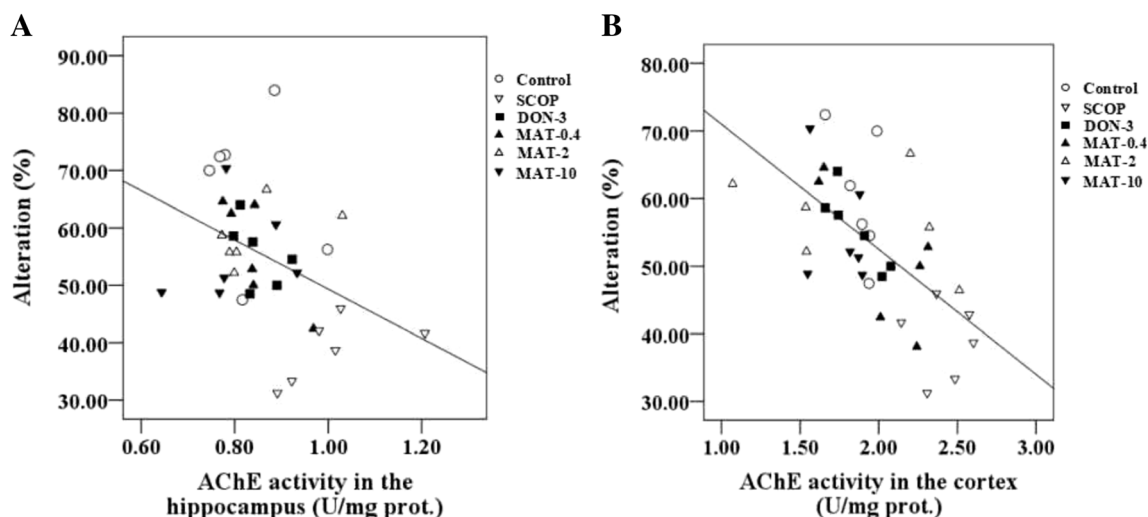 A
Alteration (%)
90.00
80.00
70.00
60.00
50.00
40.00
30.00
0.60
0.80
1.00
1.20
AChE activity in the
hippocampus (U/mg prot.)
Control
SCOP
DON-3
MAT-0.4
MAT-2
MAT-10
B
Alteration (%)
80.00
70.00
60.00
50.00
40.00
30.00
1.00
1.50
2.00
2.50
3.00
AChE activity in the cortex
(U/mg prot.)
Control
SCOP
DON-3
MAT-0.4
MAT-2
MAT-10